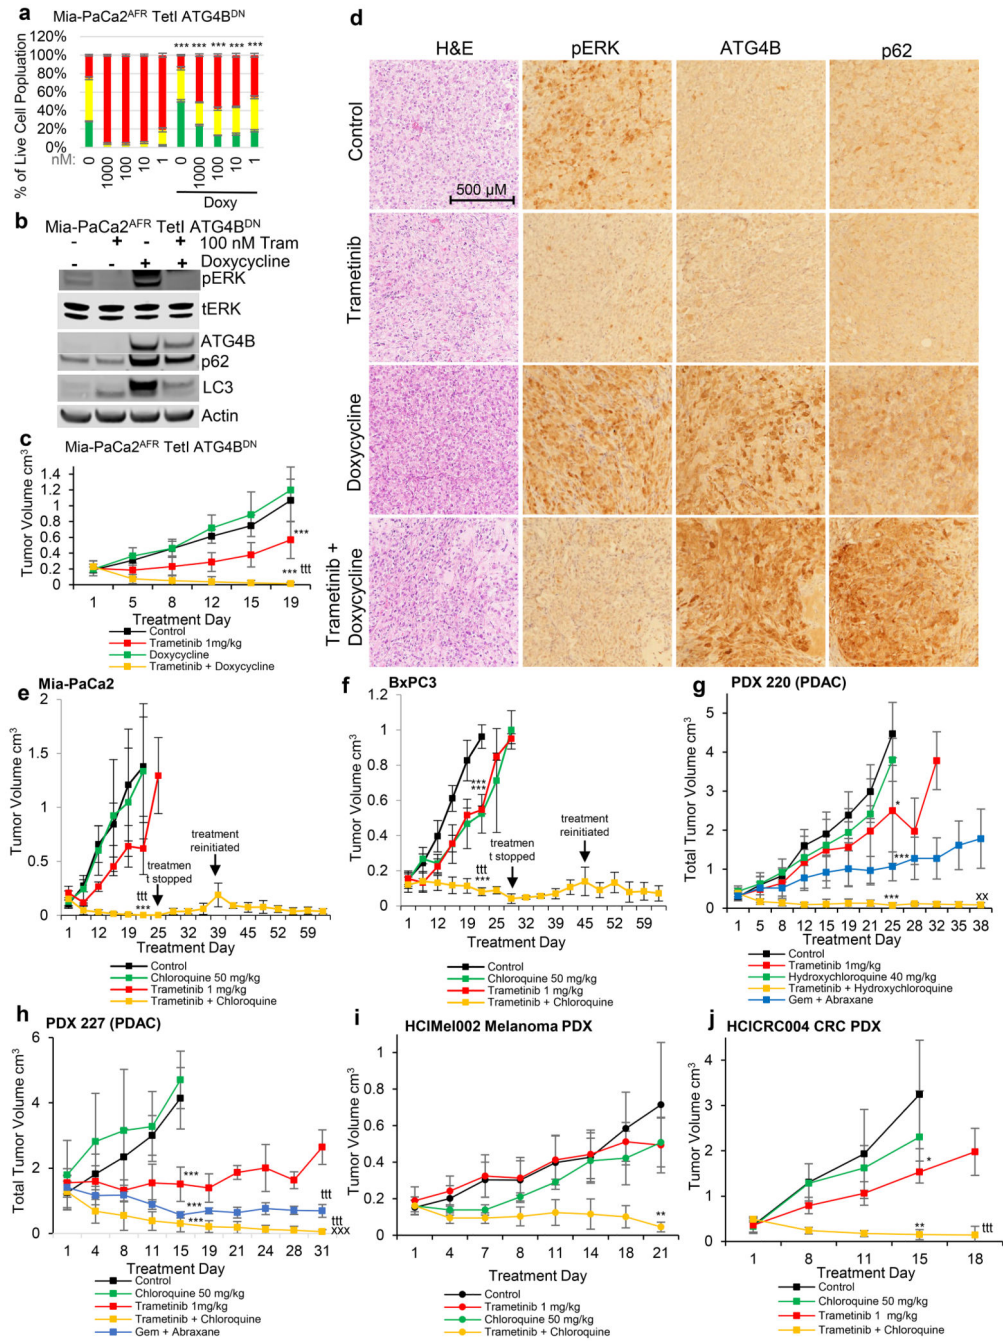 a
Mia-PaCa2AFR TetI ATG4BDN
120%
100%
80%
60%
40%
20%
0%
% of Live Cell Popluation
*** *** *** *** ***
nM: 0 1000 100 10 1 0 1000 100 10 1
Doxy
b
Mia-PaCa2AFR TetI ATG4BDN
- + - + 100 nM Tram
- - + + Doxycycline
pERK
tERK
ATG4B
p62
LC3
Actin
c
Mia-PaCa2AFR TetI ATG4BDN
Tumor Volume cm3
1.4
1.2
1
0.8
0.6
0.4
0.2
0
***
*** ttt
1 5 8 12 15 19
Treatment Day
Control
Trametinib 1mg/kg
Doxycycline
Trametinib + Doxycycline
d
H&E pERK ATG4B p62
Control
500 µM
Trametinib
Doxycycline
Trametinib +
Doxycycline
e
Mia-PaCa2
Tumor Volume cm3
2
1.5
1
0.5
0
treatment
reinitiated
treatmen
t stopped
ttt
***
1 12 19 25 32 39 45 52 59
Treatment Day
Control
Chloroquine 50 mg/kg
Trametinib 1 mg/kg
Trametinib + Chloroquine
f
BxPC3
Tumor Volume cm3
1
0.8
0.6
0.4
0.2
0
***
***
treatment
reinitiated
treatmen
t stopped
ttt
***
1 12 19 25 32 39 45 52 59
Treatment Day
Control
Chloroquine 50 mg/kg
Trametinib 1 mg/kg
Trametinib + Chloroquine
g
PDX 220 (PDAC)
Total Tumor Volume cm3
5
4
3
2
1
0
*
***
***
xx
1 5 8 12 15 19 21 25 28 32 35 38
Treatment Day
Control
Trametinib 1mg/kg
Hydroxychloroquine 40 mg/kg
Trametinib + Hydroxychloroquine
Gem + Abraxane
h
PDX 227 (PDAC)
Total Tumor Volume cm3
6
4
2
0
***
***
ttt
ttt
xxx
1 4 8 11 15 19 21 24 28 31
Treatment Day
Control
Chloroquine 50 mg/kg
Trametinib 1mg/kg
Trametinib + Chloroquine
Gem + Abraxane
i
HCIMel002 Melanoma PDX
Tumor Volume cm3
1
0.8
0.6
0.4
0.2
0
**
1 4 7 8 11 14 18 21
Treatment Day
Control
Trametinib 1 mg/kg
Chloroquine 50 mg/kg
Trametinib + Chloroquine
j
HCICRC004 CRC PDX
Tumor Volume cm3
4
3
2
1
0
*
**
ttt
1 8 11 15 18
Treatment Day
Control
Chloroquine 50 mg/kg
Trametinib 1 mg/kg
Trametinib + Chloroquine